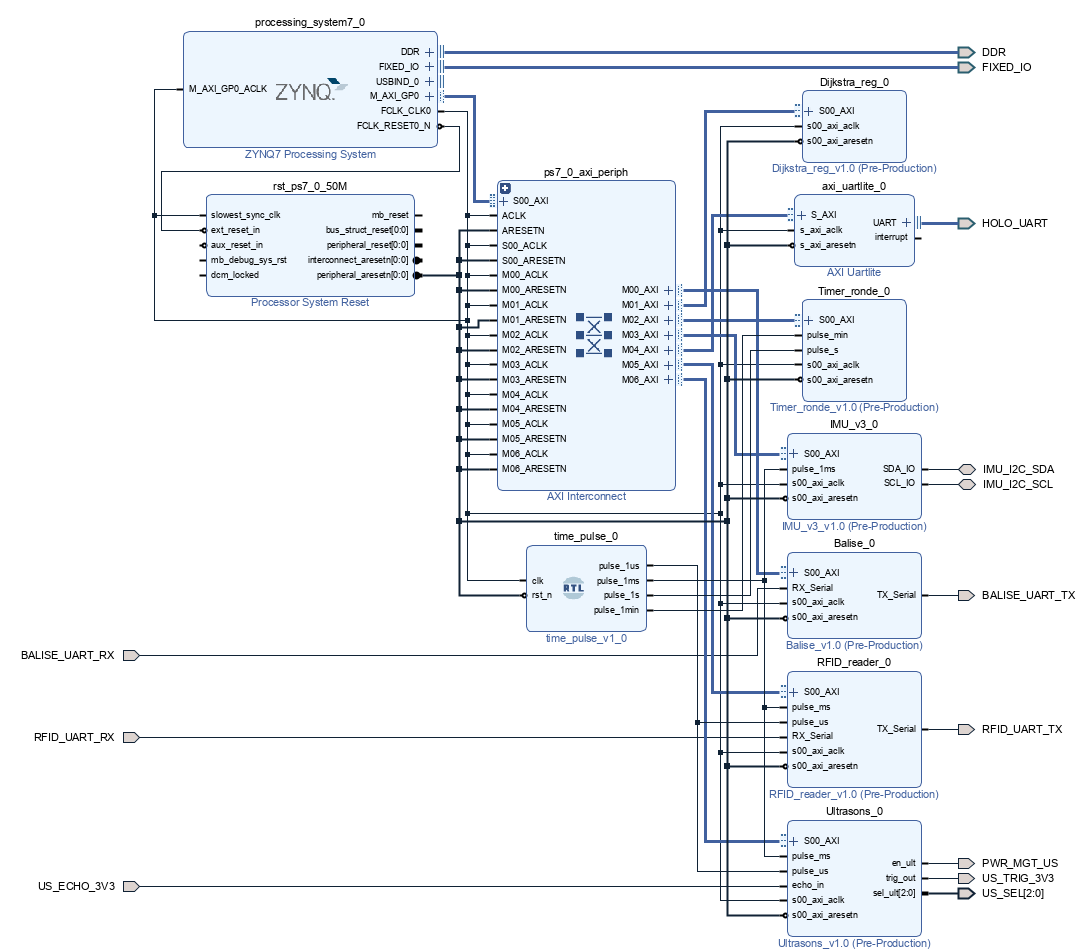 processing_system7_0
DDR
FIXED_IO
USBIND_0
M_AXI_GP0_ACLK
M_AXI_GP0
FCLK_CLK0
FCLK_RESET0_N
ZYNQ
ZYNQ7 Processing System
DDR
FIXED_IO
rst_ps7_0_50M
slowest_sync_clk
ext_reset_in
aux_reset_in
mb_debug_sys_rst
dcm_locked
mb_reset
bus_struct_reset[0:0]
peripheral_reset[0:0]
interconnect_aresetn[0:0]
peripheral_aresetn[0:0]
Processor System Reset
ps7_0_axi_periph
S00_AXI
ACLK
ARESETN
S00_ACLK
S00_ARESETN
M00_ACLK
M00_ARESETN
M01_ACLK
M01_ARESETN
M02_ACLK
M02_ARESETN
M03_ACLK
M03_ARESETN
M04_ACLK
M04_ARESETN
M05_ACLK
M05_ARESETN
M06_ACLK
M06_ARESETN
M00_AXI
M01_AXI
M02_AXI
M03_AXI
M04_AXI
M05_AXI
M06_AXI
AXI Interconnect
Dijkstra_reg_0
S00_AXI
s00_axi_aclk
s00_axi_aresetn
Dijkstra_reg_v1.0 (Pre-Production)
axi_uartlite_0
S_AXI
s_axi_aclk
s_axi_aresetn
UART
interrupt
AXI Uartlite
HOLO_UART
Timer_ronde_0
S00_AXI
pulse_min
pulse_s
s00_axi_aclk
s00_axi_aresetn
Timer_ronde_v1.0 (Pre-Production)
IMU_v3_0
S00_AXI
pulse_1ms
s00_axi_aclk
s00_axi_aresetn
SDA_IO
SCL_IO
IMU_v3_v1.0 (Pre-Production)
IMU_I2C_SDA
IMU_I2C_SCL
time_pulse_0
clk
rst_n
RTL
pulse_1us
pulse_1ms
pulse_1s
pulse_1min
time_pulse_v1_0
Balise_0
S00_AXI
RX_Serial
s00_axi_aclk
s00_axi_aresetn
TX_Serial
Balise_v1.0 (Pre-Production)
BALISE_UART_TX
BALISE_UART_RX
RFID_reader_0
S00_AXI
pulse_ms
pulse_us
RX_Serial
s00_axi_aclk
s00_axi_aresetn
TX_Serial
RFID_reader_v1.0 (Pre-Production)
RFID_UART_TX
RFID_UART_RX
Ultrasons_0
S00_AXI
pulse_ms
pulse_us
echo_in
s00_axi_aclk
s00_axi_aresetn
en_ult
trig_out
sel_ult[2:0]
Ultrasons_v1.0 (Pre-Production)
PWR_MGT_US
US_TRIG_3V3
US_SEL[2:0]
US_ECHO_3V3